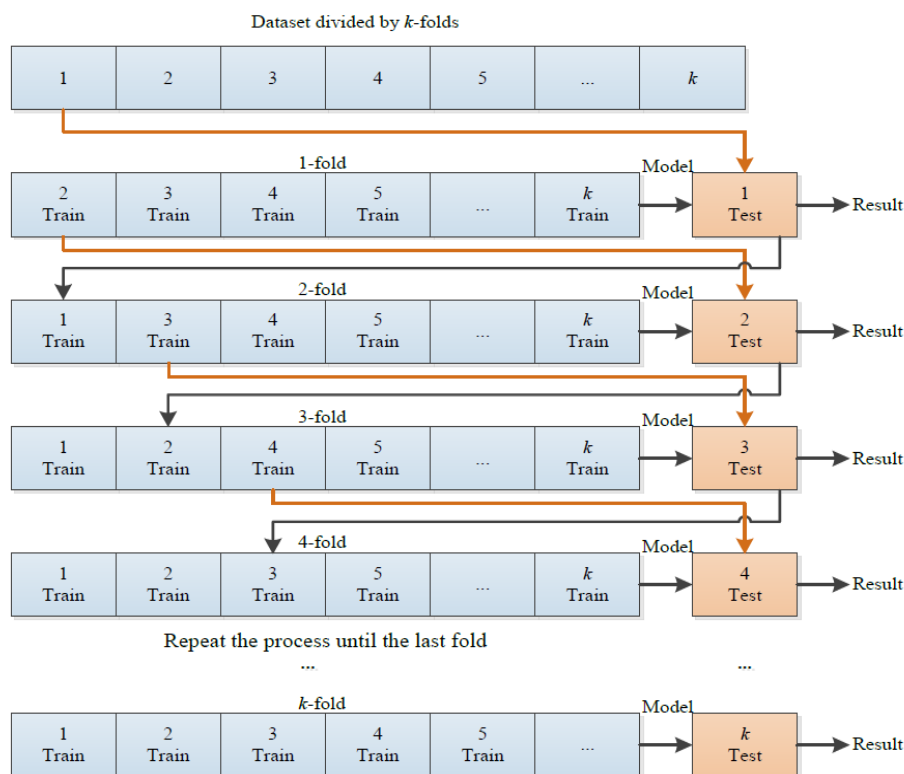 Dataset divided by k-folds
1 2 3 4 5 ... k
1-fold Model
2 3 4 5 k 1
Train Train Train Train ... Train Test Result
2-fold Model
1 3 4 5 k 2
Train Train Train Train ... Train Test Result
3-fold Model
1 2 4 5 k 3
Train Train Train Train ... Train Test Result
4-fold Model
1 2 3 5 k 4
Train Train Train Train ... Train Test Result
Repeat the process until the last fold
... ...
k-fold Model
1 2 3 4 5 k
Train Train Train Train Train ... Test Result